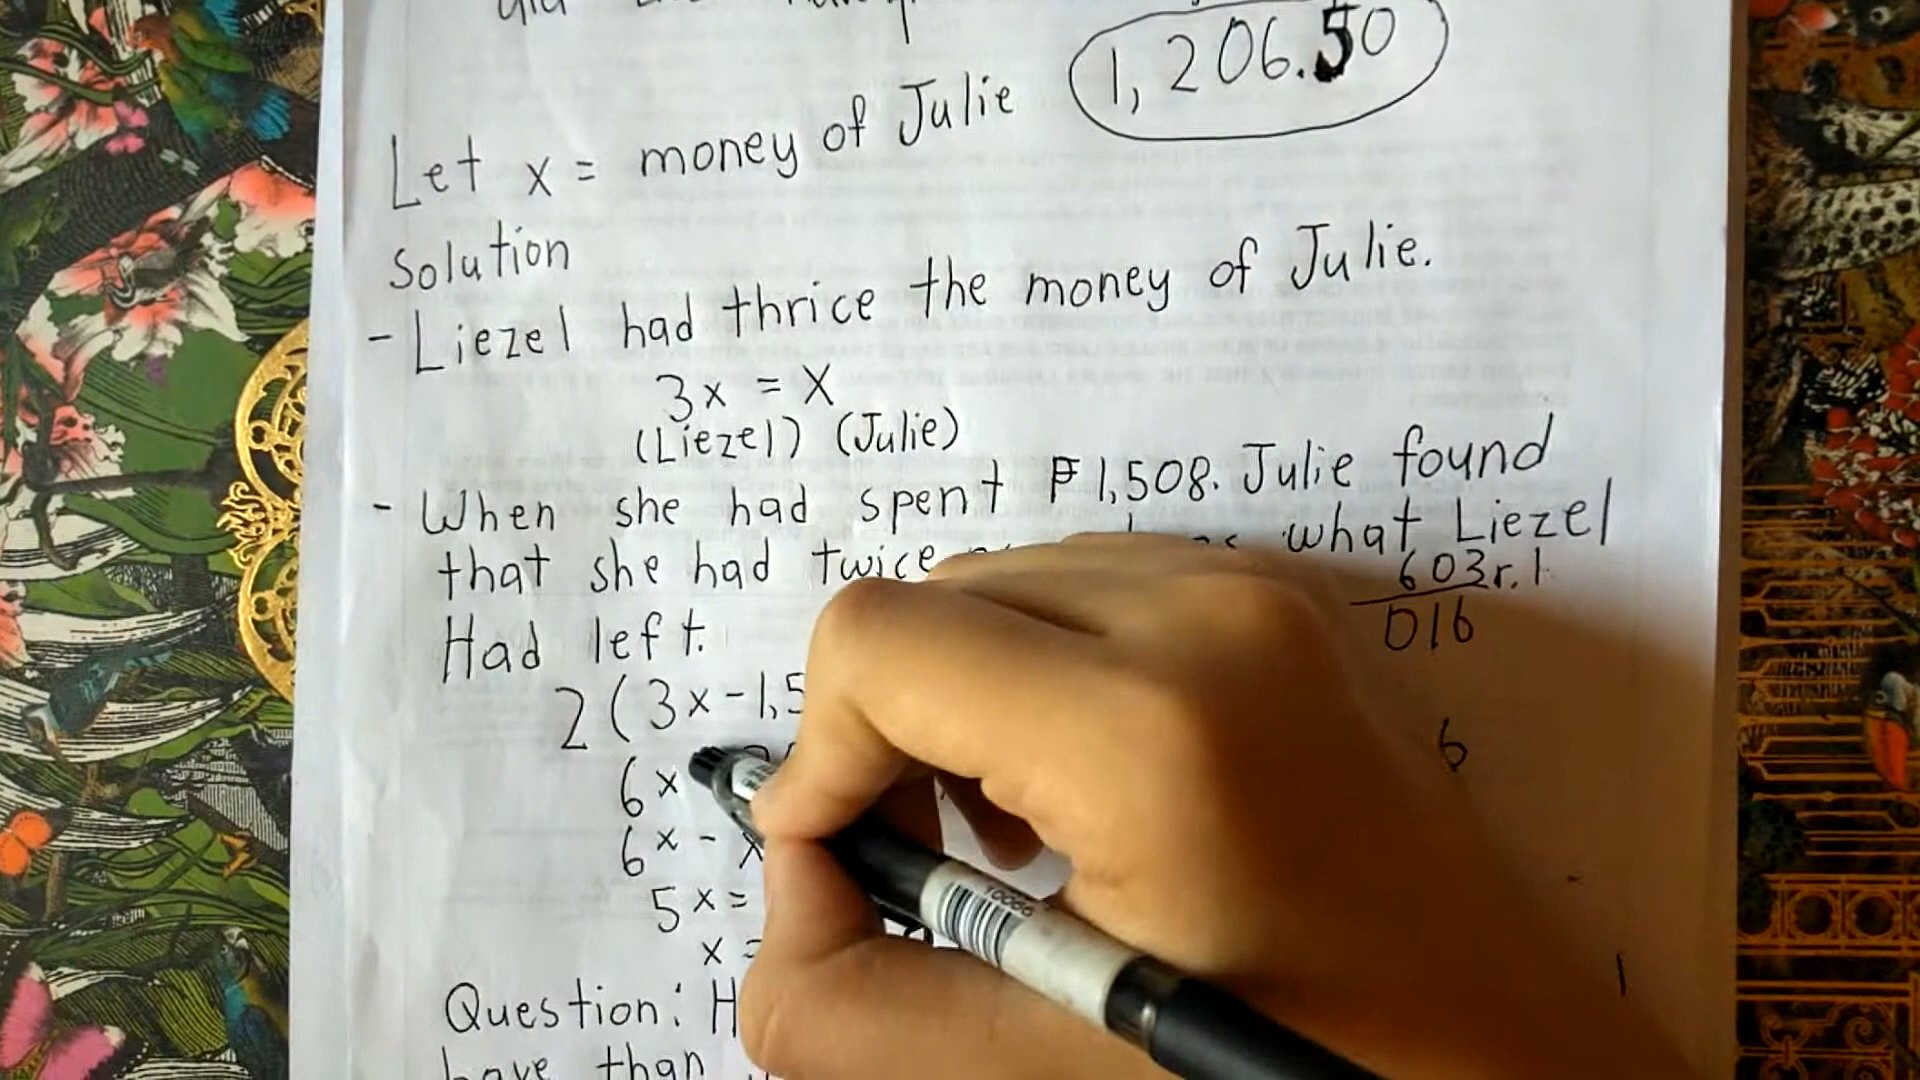 1,206.50
Let x = money of Julie
Solution
- Liezel had thrice the money of Julie.
3x = X
(Liezel) (Julie)
- When she had spent ₱1,508. Julie found
that she had twice what Liezel
603r.1
Had left.
016
2(3x-1,5
6x
6
6x - x
5x =
x =
Question: H
have than
10066